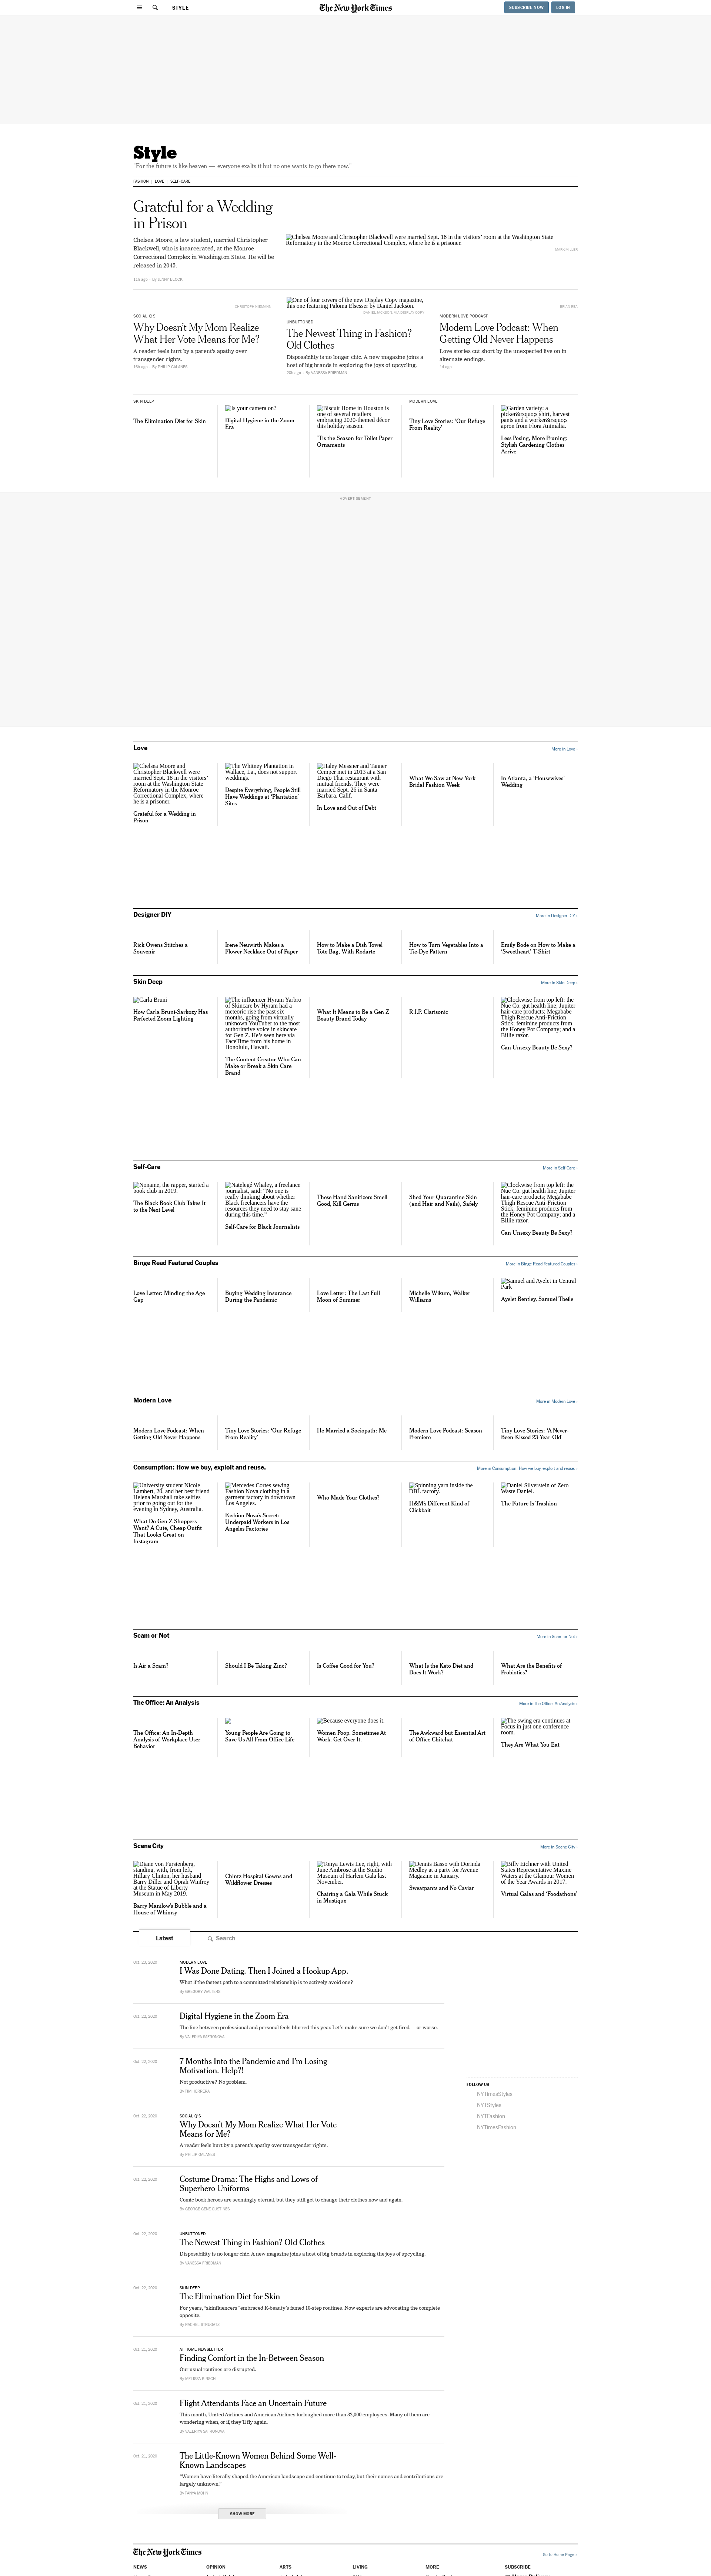 STYLE
The New York Times
SUBSCRIBE NOW
LOG IN
Style
"For the future is like heaven — everyone exalts it but no one wants to go there now."
FASHION
LOVE
SELF-CARE
Grateful for a Wedding
in Prison
Chelsea Moore, a law student, married Christopher
Blackwell, who is incarcerated, at the Monroe
Correctional Complex in Washington State. He will be
released in 2045.
By JENNY BLOCK
Chelsea Moore and Christopher Blackwell were married Sept. 18 in the visitors' room at the Washington State
Reformatory in the Monroe Correctional Complex, where he is a prisoner.
SOCIAL Q'S
Why Doesn't My Mom Realize
What Her Vote Means for Me?
A reader feels hurt by a parent's apathy over
transgender rights.
By PHILIP GALANES
One of four covers of the new Display Copy magazine,
this one featuring Paloma Elsesser by Daniel Jackson.
UNBUTTONED
The Newest Thing in Fashion?
Old Clothes
Disposability is no longer chic. A new magazine joins a
host of big brands in exploring the joys of upcycling.
By VANESSA FRIEDMAN
MODERN LOVE PODCAST
Modern Love Podcast: When
Getting Old Never Happens
Love stories cut short by the unexpected live on in
alternate endings.
1d ago
SKIN DEEP
The Elimination Diet for Skin
Is your camera on?
Digital Hygiene in the Zoom
Era
Biscuit Home in Houston is
one of several retailers
embracing 2020-themed décor
this holiday season.
'Tis the Season for Toilet Paper
Ornaments
MODERN LOVE
Tiny Love Stories: 'Our Refuge
From Reality'
Garden variety: a
picker&rsquo;s shirt, harvest
pants and a worker&rsquo;s
apron from Flora Animalia.
Less Posing, More Pruning:
Stylish Gardening Clothes
Arrive
ADVERTISEMENT
Love
More in Love ›
Chelsea Moore and
Christopher Blackwell were
married Sept. 18 in the visitors'
room at the Washington State
Reformatory in the Monroe
Correctional Complex, where
he is a prisoner.
Grateful for a Wedding in
Prison
The Whitney Plantation in
Wallace, La., does not support
weddings.
Despite Everything, People Still
Have Weddings at 'Plantation'
Sites
Haley Messner and Tanner
Cemper met in 2013 at a San
Diego Thai restaurant with
mutual friends. They were
married Sept. 26 in Santa
Barbara, Calif.
In Love and Out of Debt
What We Saw at New York
Bridal Fashion Week
In Atlanta, a 'Housewives'
Wedding
Designer DIY
More in Designer DIY ›
Rick Owens Stitches a
Souvenir
Irene Neuwirth Makes a
Flower Necklace Out of Paper
How to Make a Dish Towel
Tote Bag, With Rodarte
How to Turn Vegetables Into a
Tie-Dye Pattern
Emily Bode on How to Make a
'Sweetheart' T-Shirt
Skin Deep
More in Skin Deep ›
Carla Bruni
How Carla Bruni-Sarkozy Has
Perfected Zoom Lighting
The influencer Hyram Yarbro
of Skincare by Hyram had a
meteoric rise the past six
months, going from virtually
unknown YouTuber to the most
authoritative voice in skincare
for Gen Z. He's seen here via
FaceTime from his home in
Honolulu, Hawaii.
The Content Creator Who Can
Make or Break a Skin Care
Brand
What It Means to Be a Gen Z
Beauty Brand Today
R.I.P. Clarisonic
Clockwise from top left: the
Nue Co. gut health line; Jupiter
hair-care products; Megababe
Thigh Rescue Anti-Friction
Stick; feminine products from
the Honey Pot Company; and a
Billie razor.
Can Unsexy Beauty Be Sexy?
Self-Care
More in Self-Care ›
Noname, the rapper, started a
book club in 2019.
The Black Book Club Takes It
to the Next Level
Natelegé Whaley, a freelance
journalist, said: "No one is
really thinking about whether
Black freelancers have the
resources they need to stay sane
during this time."
Self-Care for Black Journalists
These Hand Sanitizers Smell
Good, Kill Germs
Shed Your Quarantine Skin
(and Hair and Nails), Safely
Clockwise from top left: the
Nue Co. gut health line; Jupiter
hair-care products; Megababe
Thigh Rescue Anti-Friction
Stick; feminine products from
the Honey Pot Company; and a
Billie razor.
Can Unsexy Beauty Be Sexy?
Binge Read Featured Couples
More in Binge Read Featured Couples ›
Love Letter: Minding the Age
Gap
Buying Wedding Insurance
During the Pandemic
Love Letter: The Last Full
Moon of Summer
Michelle Wikum, Walker
Williams
Samuel and Ayelet in Central
Park
Ayelet Bentley, Samuel Tbeile
Modern Love
More in Modern Love ›
Modern Love Podcast: When
Getting Old Never Happens
Tiny Love Stories: 'Our Refuge
From Reality'
He Married a Sociopath: Me
Modern Love Podcast: Season
Premiere
Tiny Love Stories: 'A Never-
Been-Kissed 23-Year-Old'
Consumption: How we buy, exploit and reuse.
More in Consumption: How we buy, exploit and reuse. ›
University student Nicole
Lambert, 20, and her best friend
Helena Marshall take selfies
prior to going out for the
evening in Sydney, Australia.
What Do Gen Z Shoppers
Want? A Cute, Cheap Outfit
That Looks Great on
Instagram
Mercedes Cortes sewing
Fashion Nova clothing in a
garment factory in downtown
Los Angeles.
Fashion Nova's Secret:
Underpaid Workers in Los
Angeles Factories
Who Made Your Clothes?
Spinning yarn inside the
DBL factory.
H&M's Different Kind of
Clickbait
Daniel Silverstein of Zero
Waste Daniel.
The Future Is Trashion
Scam or Not
More in Scam or Not ›
Is Air a Scam?
Should I Be Taking Zinc?
Is Coffee Good for You?
What Is the Keto Diet and
Does It Work?
What Are the Benefits of
Probiotics?
The Office: An Analysis
More in The Office: An Analysis ›
The Office: An In-Depth
Analysis of Workplace User
Behavior
Young People Are Going to
Save Us All From Office Life
Because everyone does it.
Women Poop. Sometimes At
Work. Get Over It.
The Awkward but Essential Art
of Office Chitchat
The swing era continues at
Focus in just one conference
room.
They Are What You Eat
Scene City
More in Scene City ›
Diane von Furstenberg,
standing, with, from left,
Hillary Clinton, her husband
Barry Diller and Oprah Winfrey
at the Statue of Liberty
Museum in May 2019.
Barry Manilow's Bubble and a
House of Whimsy
Chintz Hospital Gowns and
Wildflower Dresses
Tonya Lewis Lee, right, with
June Ambrose at the Studio
Museum of Harlem Gala last
November.
Chairing a Gala While Stuck
in Mustique
Dennis Basso with Dorinda
Medley at a party for Avenue
Magazine in January.
Sweatpants and No Caviar
Billy Eichner with United
States Representative Maxine
Waters at the Glamour Women
of the Year Awards in 2017.
Virtual Galas and 'Foodathons'
Latest
Search
Oct. 23, 2020
MODERN LOVE
I Was Done Dating. Then I Joined a Hookup App.
What if the fastest path to a committed relationship is to actively avoid one?
By GREGORY WALTERS
Oct. 22, 2020
Digital Hygiene in the Zoom Era
The line between professional and personal feels blurred this year. Let's make sure we don't get fired — or worse.
By VALERIYA SAFRONOVA
Oct. 22, 2020
7 Months Into the Pandemic and I'm Losing
Motivation. Help?!
Not productive? No problem.
By TIM HERRERA
Oct. 22, 2020
SOCIAL Q'S
Why Doesn't My Mom Realize What Her Vote
Means for Me?
A reader feels hurt by a parent's apathy over transgender rights.
By PHILIP GALANES
Oct. 22, 2020
Costume Drama: The Highs and Lows of
Superhero Uniforms
Comic book heroes are seemingly eternal, but they still get to change their clothes now and again.
By GEORGE GENE GUSTINES
Oct. 22, 2020
UNBUTTONED
The Newest Thing in Fashion? Old Clothes
Disposability is no longer chic. A new magazine joins a host of big brands in exploring the joys of upcycling.
By VANESSA FRIEDMAN
Oct. 22, 2020
SKIN DEEP
The Elimination Diet for Skin
For years, "skinfluencers" embraced K-beauty's famed 10-step routines. Now experts are advocating the complete
opposite.
By RACHEL STRUGATZ
Oct. 21, 2020
AT HOME NEWSLETTER
Finding Comfort in the In-Between Season
Our usual routines are disrupted.
By MELISSA KIRSCH
Oct. 21, 2020
Flight Attendants Face an Uncertain Future
This month, United Airlines and American Airlines furloughed more than 32,000 employees. Many of them are
wondering when, or if, they'll fly again.
By VALERIYA SAFRONOVA
Oct. 21, 2020
The Little-Known Women Behind Some Well-
Known Landscapes
"Women have literally shaped the American landscape and continue to today, but their names and contributions are
largely unknown."
SHOW MORE
FOLLOW US
NYTimesStyles
NYTStyles
NYTFashion
NYTimesFashion
The New York Times
Go to Home Page »
NEWS
OPINION
ARTS
LIVING
MORE
SUBSCRIBE